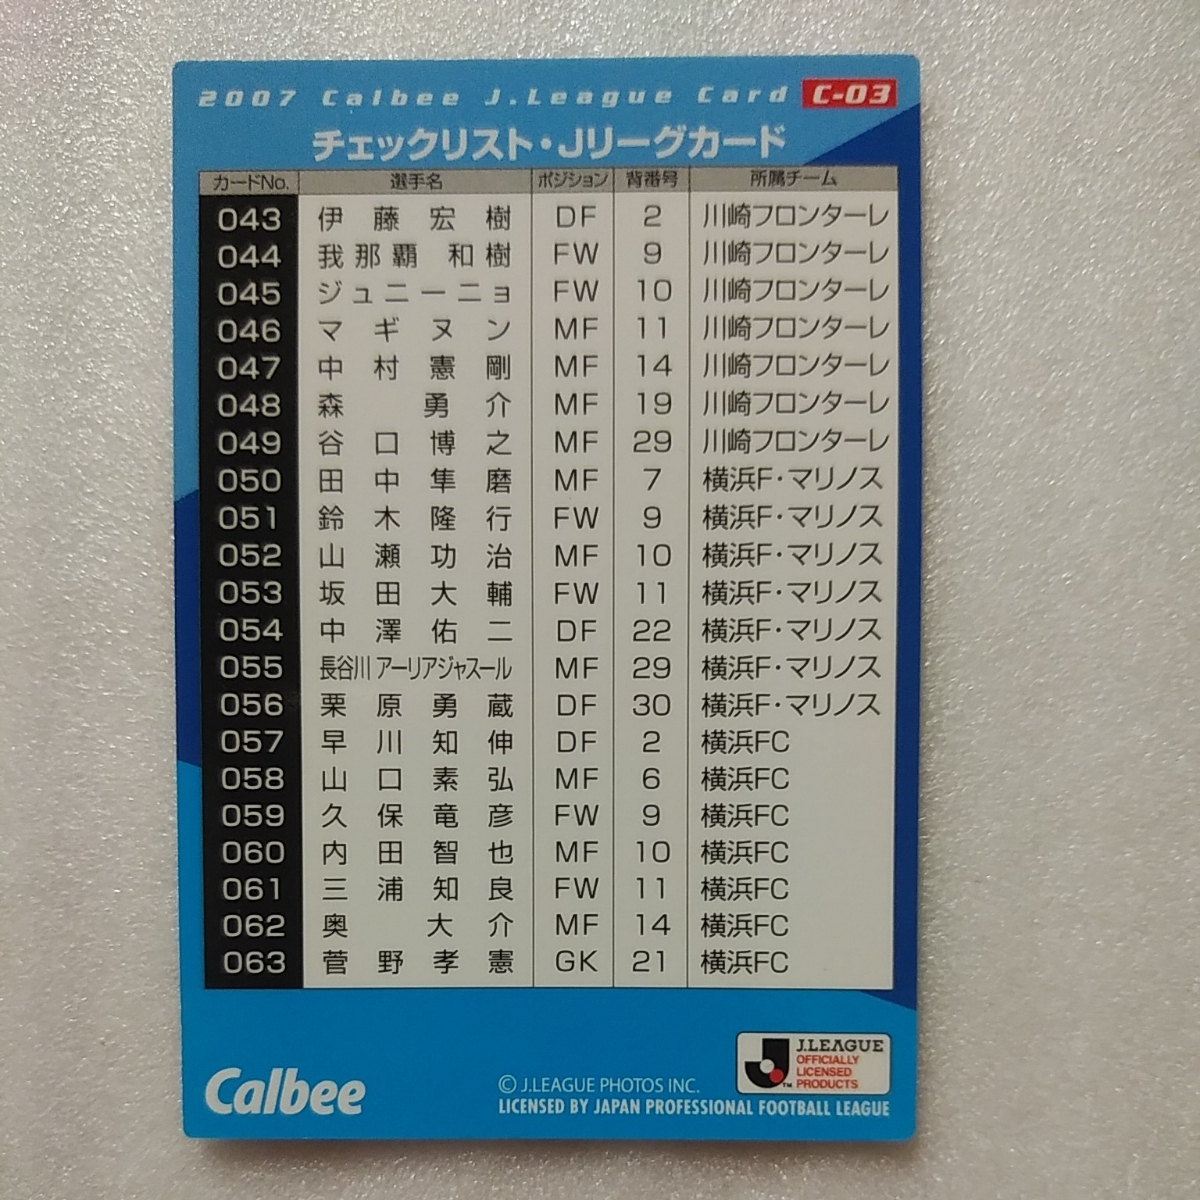 2007 Calbee J.League Card C-03
チェックリスト・Jリーグカード
カードNo. 選手名 ポジション 背番号 所属チーム
043 伊藤宏樹 DF 2 川崎フロンターレ
044 我那覇和樹 FW 9 川崎フロンターレ
045 ジュニーニョ FW 10 川崎フロンターレ
046 マギヌン MF 11 川崎フロンターレ
047 中村憲剛 MF 14 川崎フロンターレ
048 森勇介 MF 19 川崎フロンターレ
049 谷口博之 MF 29 川崎フロンターレ
050 田中隼磨 MF 7 横浜F・マリノス
051 鈴木隆行 FW 9 横浜F・マリノス
052 山瀬功治 MF 10 横浜F・マリノス
053 坂田大輔 FW 11 横浜F・マリノス
054 中澤佑二 DF 22 横浜F・マリノス
055 長谷川アーリアジャスール MF 29 横浜F・マリノス
056 栗原勇蔵 DF 30 横浜F・マリノス
057 早川知伸 DF 2 横浜FC
058 山口素弘 MF 6 横浜FC
059 久保竜彦 FW 9 横浜FC
060 内田智也 MF 10 横浜FC
061 三浦知良 FW 11 横浜FC
062 奥大介 MF 14 横浜FC
063 菅野孝憲 GK 21 横浜FC
Calbee
© J.LEAGUE PHOTOS INC.
LICENSED BY JAPAN PROFESSIONAL FOOTBALL LEAGUE
J.LEAGUE
OFFICIALLY
LICENSED
PRODUCTS
TM